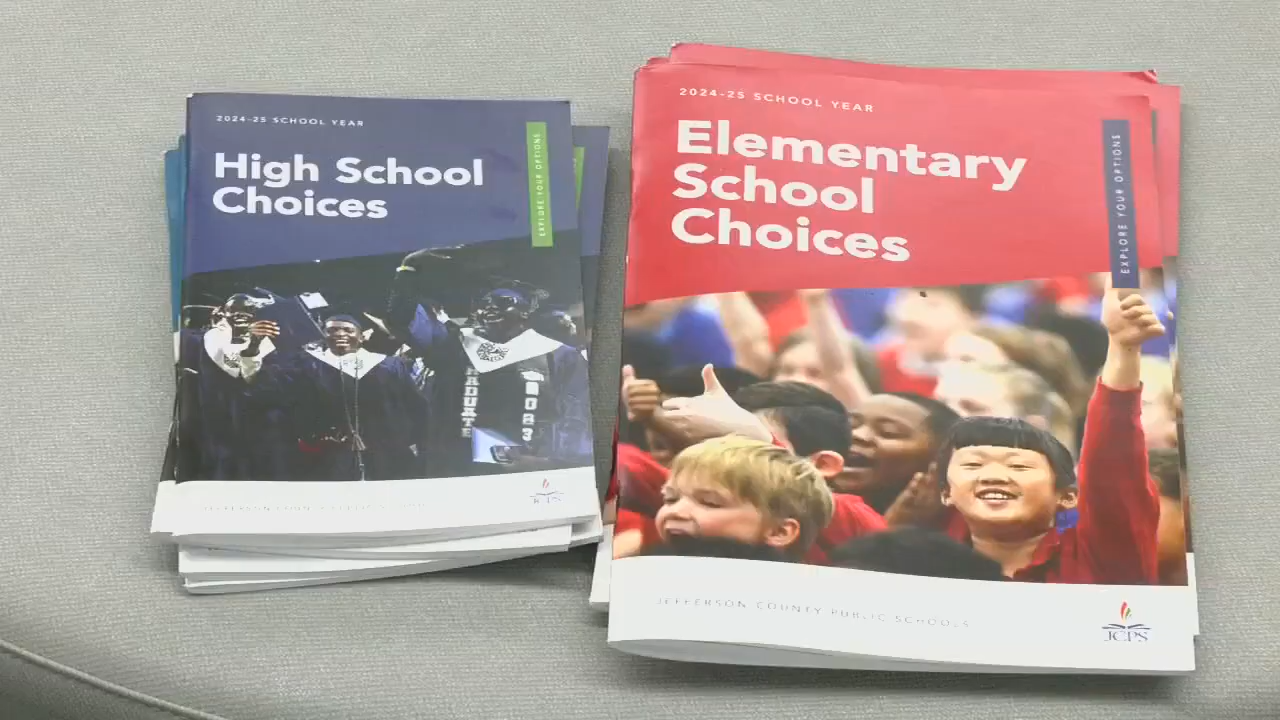 2024-25 SCHOOL YEAR
High School
Choices
EXPLORE YOUR OPTIONS
GRADUATE
JCPS
2024-25 SCHOOL YEAR
Elementary
School
Choices
EXPLORE YOUR OPTIONS
JEFFERSON COUNTY PUBLIC SCHOOLS
JCPS